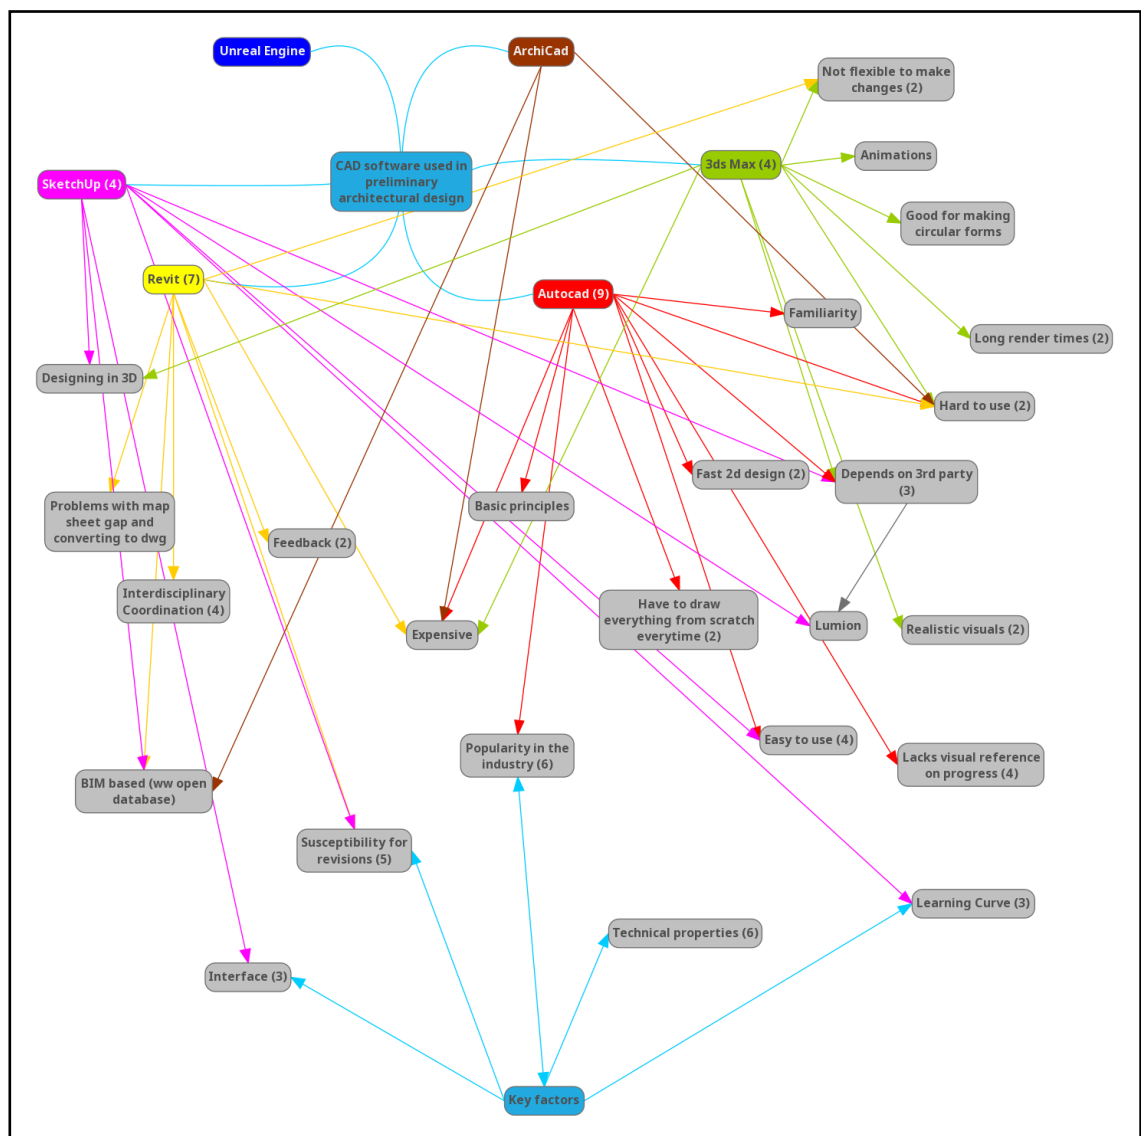 Unreal Engine
ArchiCad
Not flexible to make
changes (2)
CAD software used in
preliminary
architectural design
3ds Max (4)
Animations
SketchUp (4)
Good for making
circular forms
Revit (7)
Autocad (9)
Familiarity
Long render times (2)
Designing in 3D
Hard to use (2)
Problems with map
sheet gap and
converting to dwg
Basic principles
Fast 2d design (2)
Depends on 3rd party
(3)
Feedback (2)
Interdisciplinary
Coordination (4)
Expensive
Have to draw
everything from scratch
everytime (2)
Lumion
Realistic visuals (2)
Popularity in the
industry (6)
Easy to use (4)
Lacks visual reference
on progress (4)
BIM based (ww open
database)
Susceptibility for
revisions (5)
Learning Curve (3)
Technical properties (6)
Interface (3)
Key factors